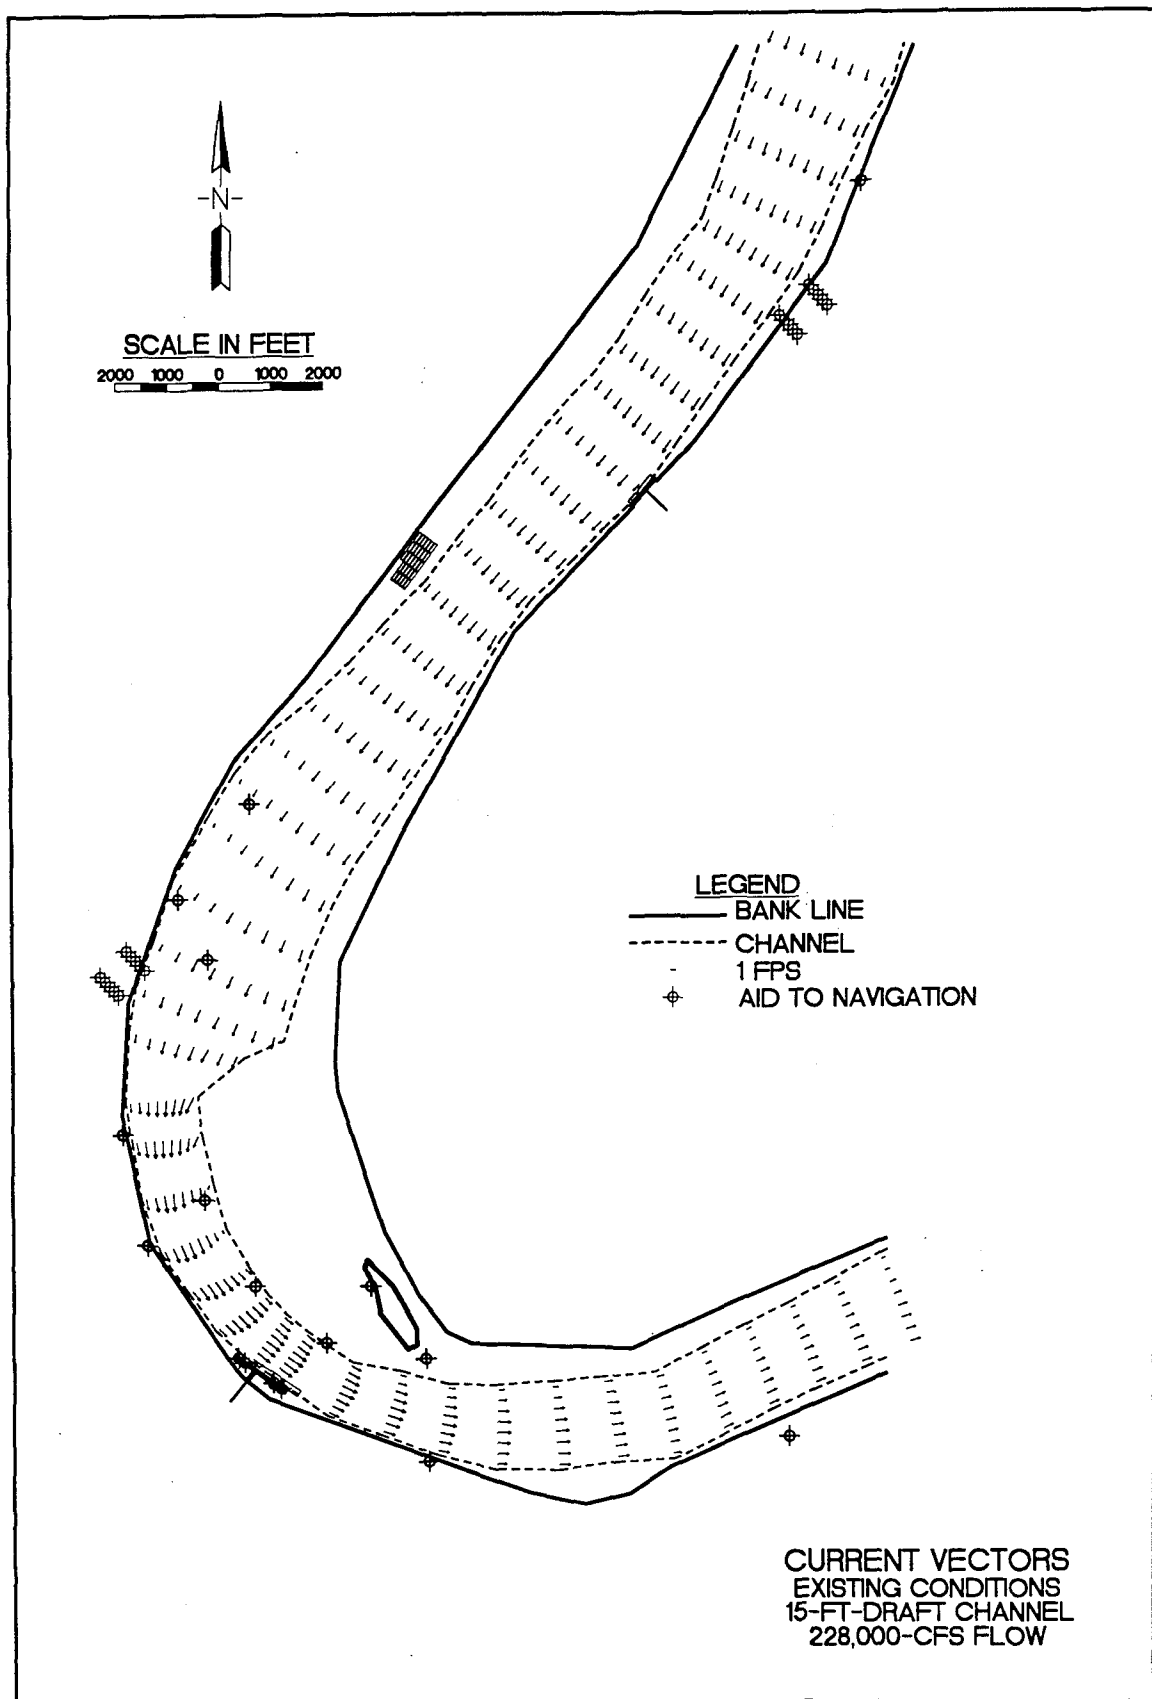 -N-
SCALE IN FEET
2000 1000 0 1000 2000
LEGEND
BANK LINE
CHANNEL
1 FPS
AID TO NAVIGATION
CURRENT VECTORS
EXISTING CONDITIONS
15-FT-DRAFT CHANNEL
228,000-CFS FLOW